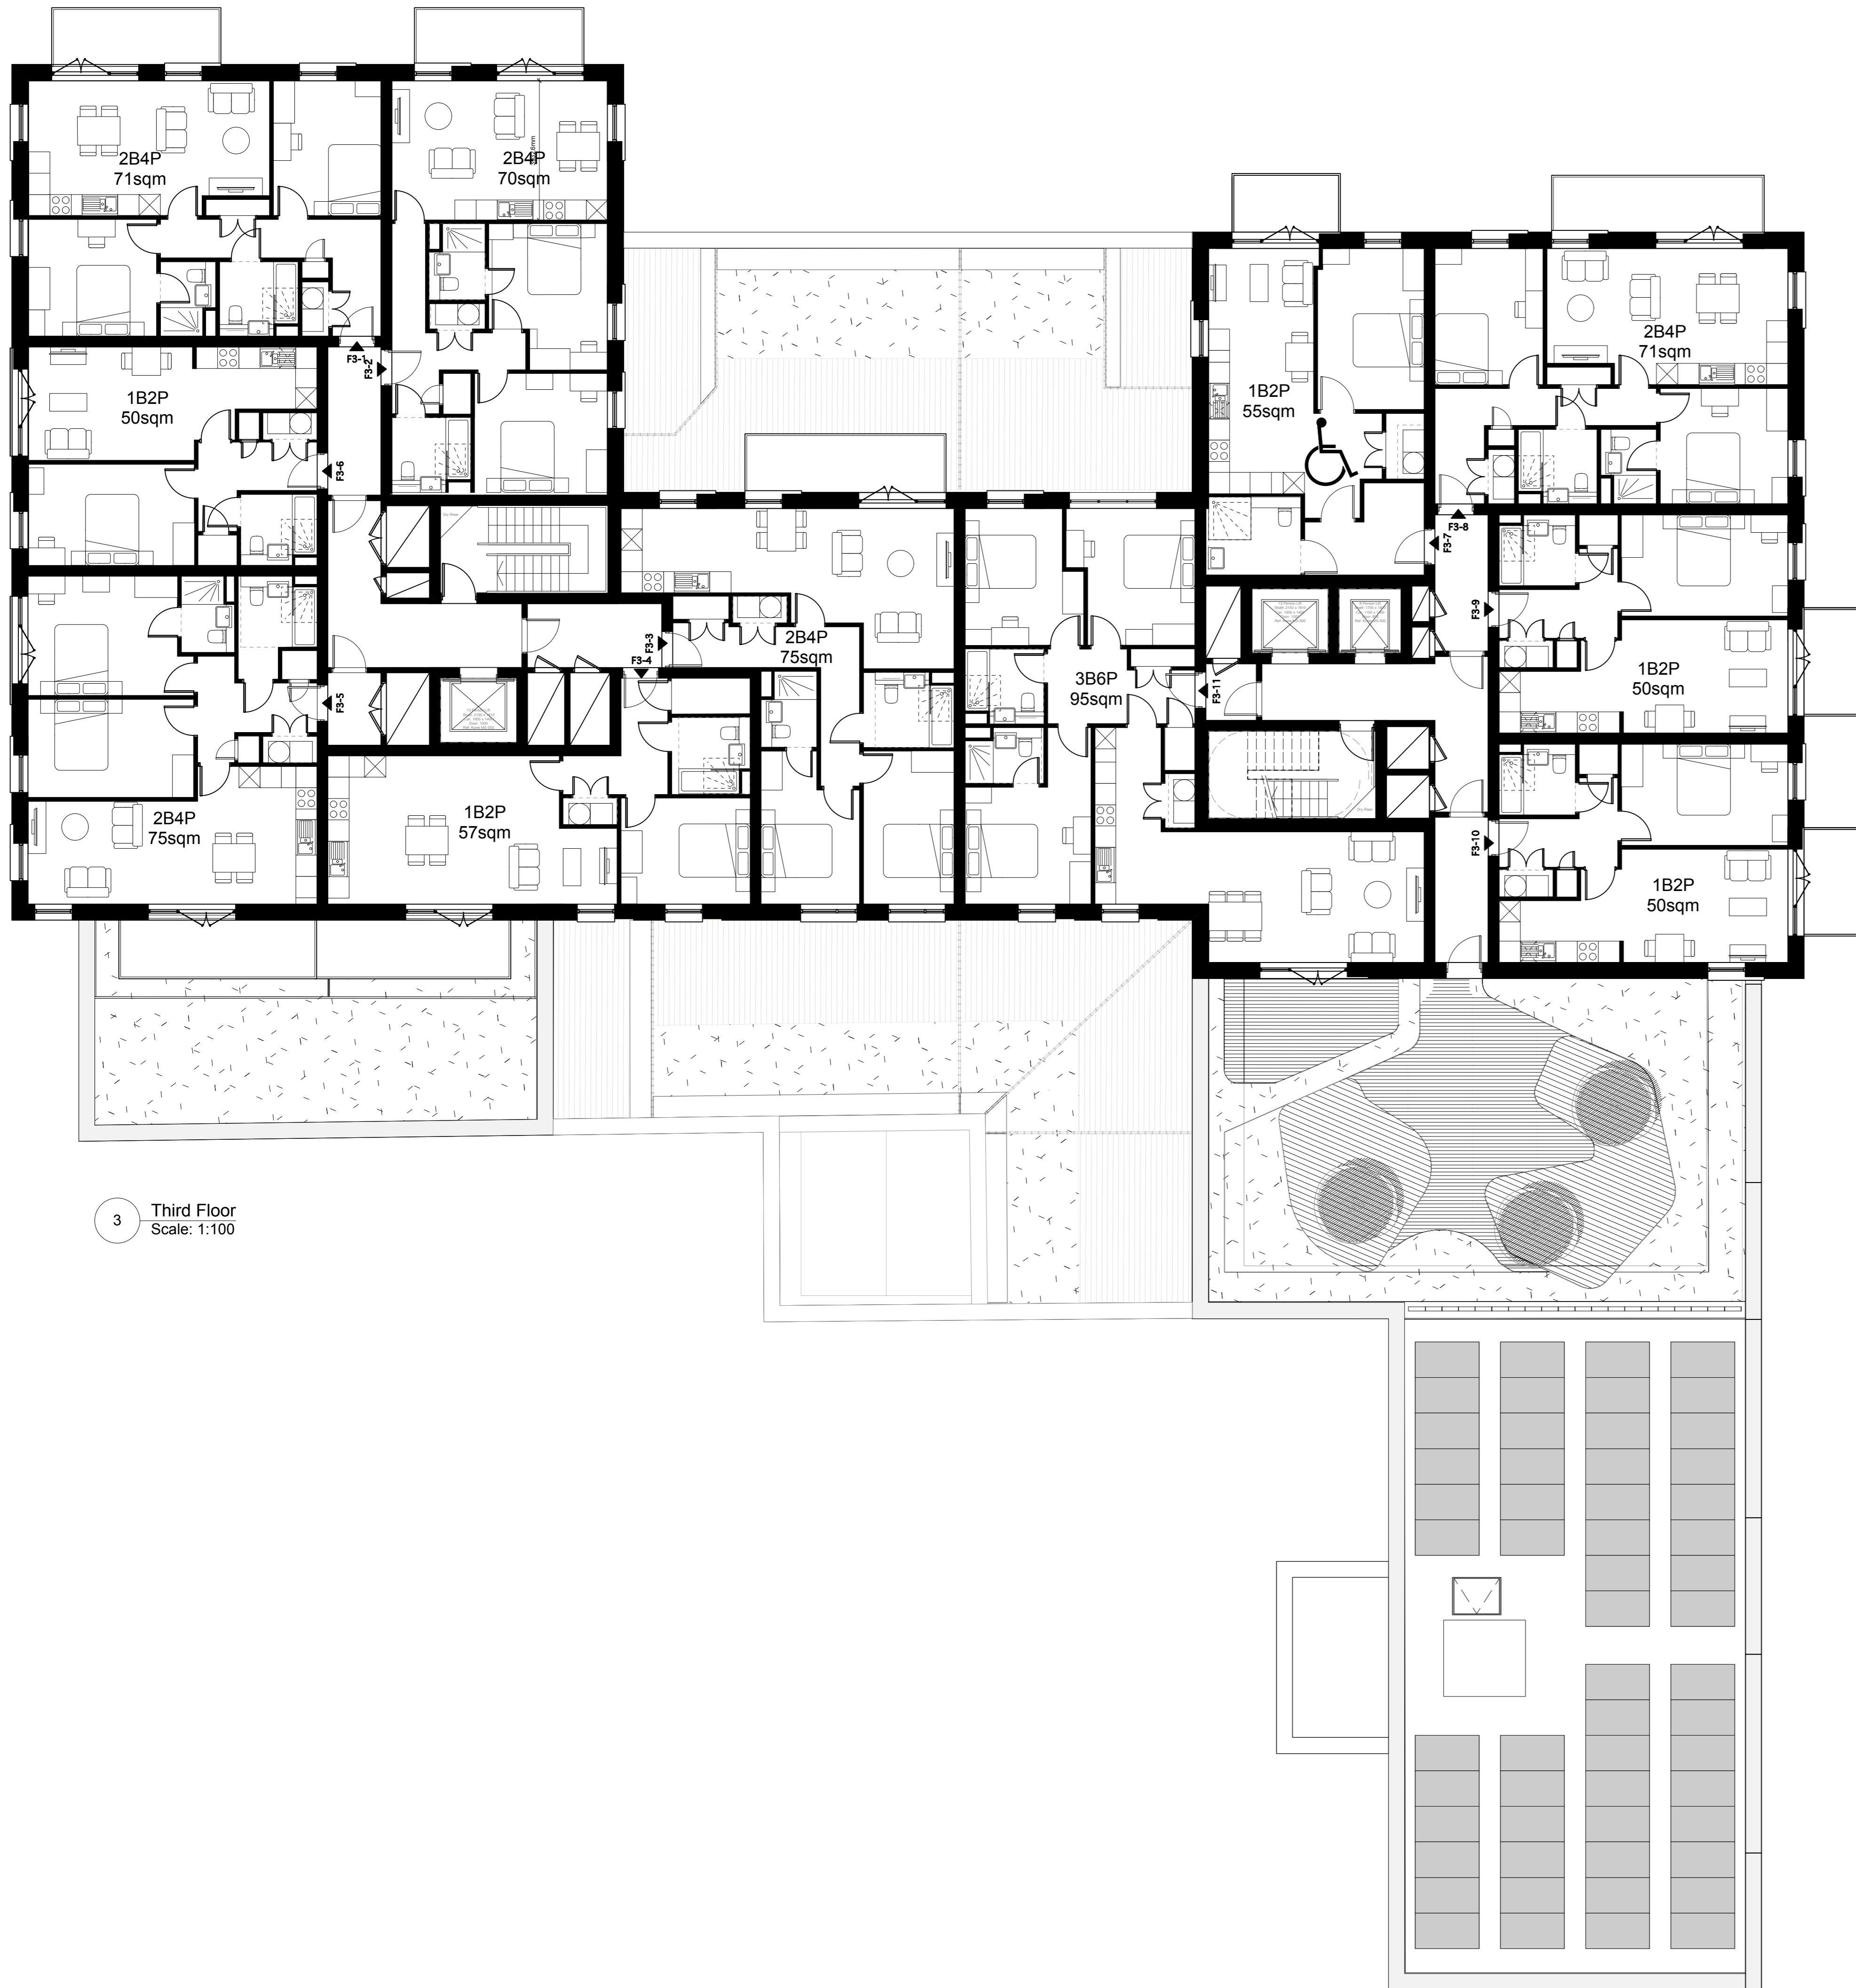 2B4P
71sqm
2B4P
70sqm
F3-1
F3-2
1B2P
50sqm
F3-6
1B2P
55sqm
2B4P
71sqm
F3-8
F3-7
F3-9
F3-3
F3-4
2B4P
75sqm
3B6P
95sqm
F3-11
1B2P
50sqm
F3-5
2B4P
75sqm
1B2P
57sqm
F3-10
1B2P
50sqm
3
Third Floor
Scale: 1:100